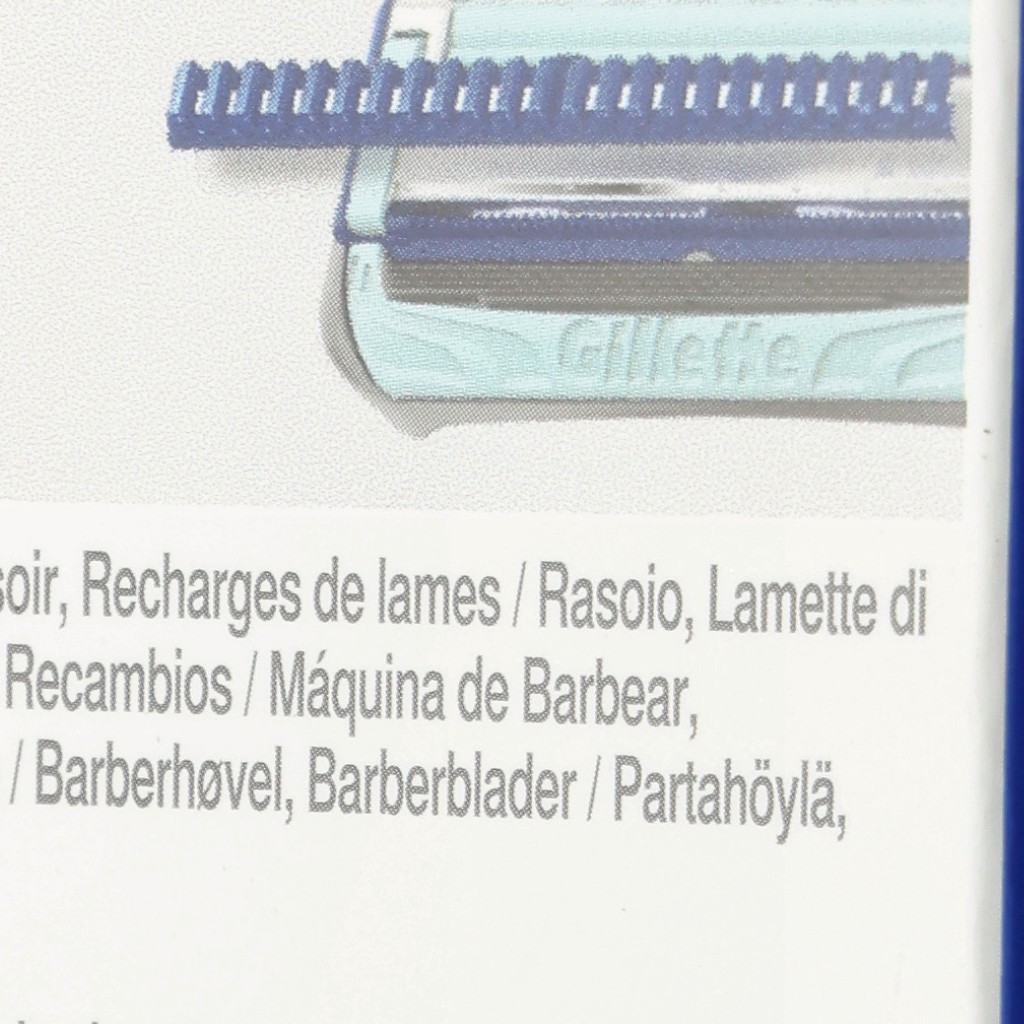 Gillette
soir, Recharges de lames / Rasoio, Lamette di
Recambios / Máquina de Barbear,
/ Barberhøvel, Barberblader / Partahöylä,